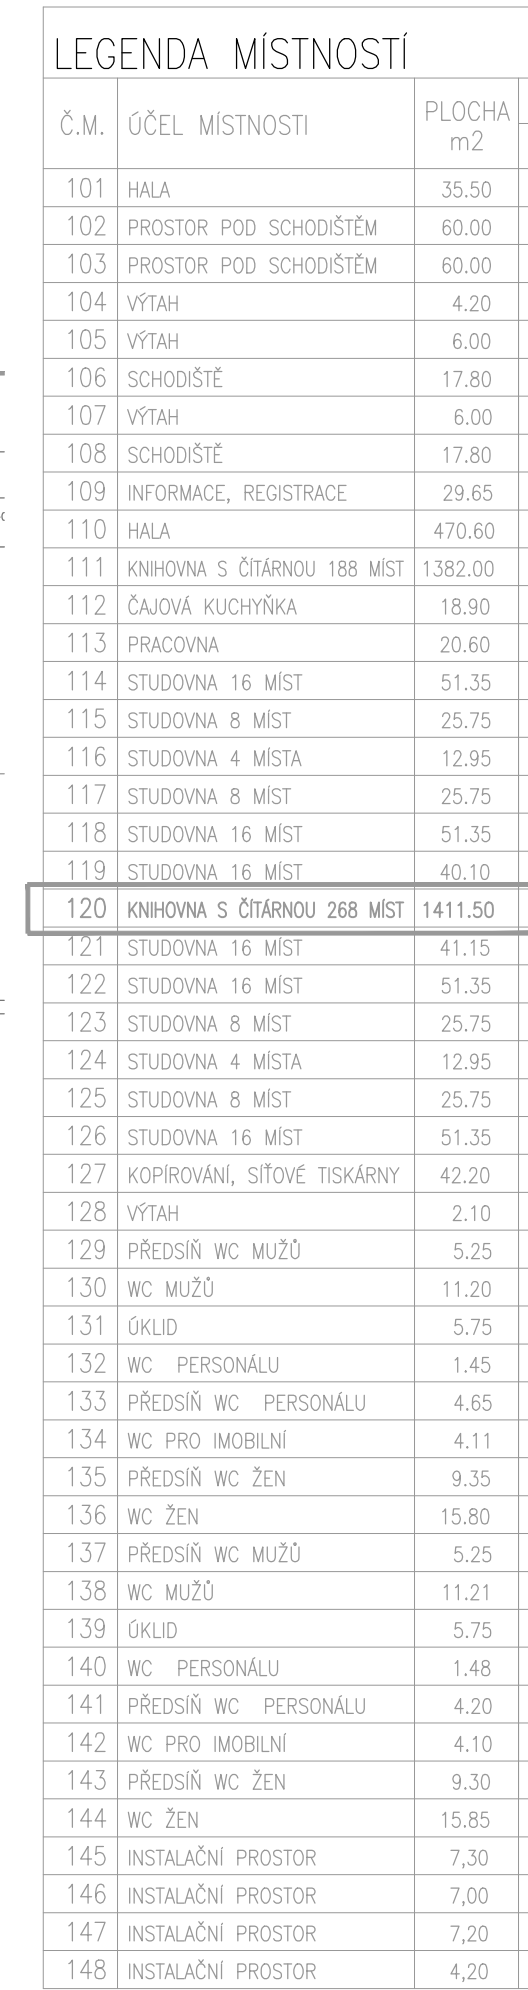 LEGENDA MÍSTNOSTÍ
Č.M. ÚČEL MÍSTNOSTI PLOCHA m2
101 HALA 35.50
102 PROSTOR POD SCHODIŠTĚM 60.00
103 PROSTOR POD SCHODIŠTĚM 60.00
104 VÝTAH 4.20
105 VÝTAH 6.00
106 SCHODIŠTĚ 17.80
107 VÝTAH 6.00
108 SCHODIŠTĚ 17.80
109 INFORMACE, REGISTRACE 29.65
110 HALA 470.60
111 KNIHOVNA S ČÍTÁRNOU 188 MÍST 1382.00
112 ČAJOVÁ KUCHYŇKA 18.90
113 PRACOVNA 20.60
114 STUDOVNA 16 MÍST 51.35
115 STUDOVNA 8 MÍST 25.75
116 STUDOVNA 4 MÍSTA 12.95
117 STUDOVNA 8 MÍST 25.75
118 STUDOVNA 16 MÍST 51.35
119 STUDOVNA 16 MÍST 40.10
120 KNIHOVNA S ČÍTÁRNOU 268 MÍST 1411.50
121 STUDOVNA 16 MÍST 41.15
122 STUDOVNA 16 MÍST 51.35
123 STUDOVNA 8 MÍST 25.75
124 STUDOVNA 4 MÍSTA 12.95
125 STUDOVNA 8 MÍST 25.75
126 STUDOVNA 16 MÍST 51.35
127 KOPÍROVÁNÍ, SÍŤOVÉ TISKÁRNY 42.20
128 VÝTAH 2.10
129 PŘEDSÍŇ WC MUŽŮ 5.25
130 WC MUŽŮ 11.20
131 ÚKLID 5.75
132 WC PERSONÁLU 1.45
133 PŘEDSÍŇ WC PERSONÁLU 4.65
134 WC PRO IMOBILNÍ 4.11
135 PŘEDSÍŇ WC ŽEN 9.35
136 WC ŽEN 15.80
137 PŘEDSÍŇ WC MUŽŮ 5.25
138 WC MUŽŮ 11.21
139 ÚKLID 5.75
140 WC PERSONÁLU 1.48
141 PŘEDSÍŇ WC PERSONÁLU 4.20
142 WC PRO IMOBILNÍ 4.10
143 PŘEDSÍŇ WC ŽEN 9.30
144 WC ŽEN 15.85
145 INSTALAČNÍ PROSTOR 7,30
146 INSTALAČNÍ PROSTOR 7,00
147 INSTALAČNÍ PROSTOR 7,20
148 INSTALAČNÍ PROSTOR 4,20